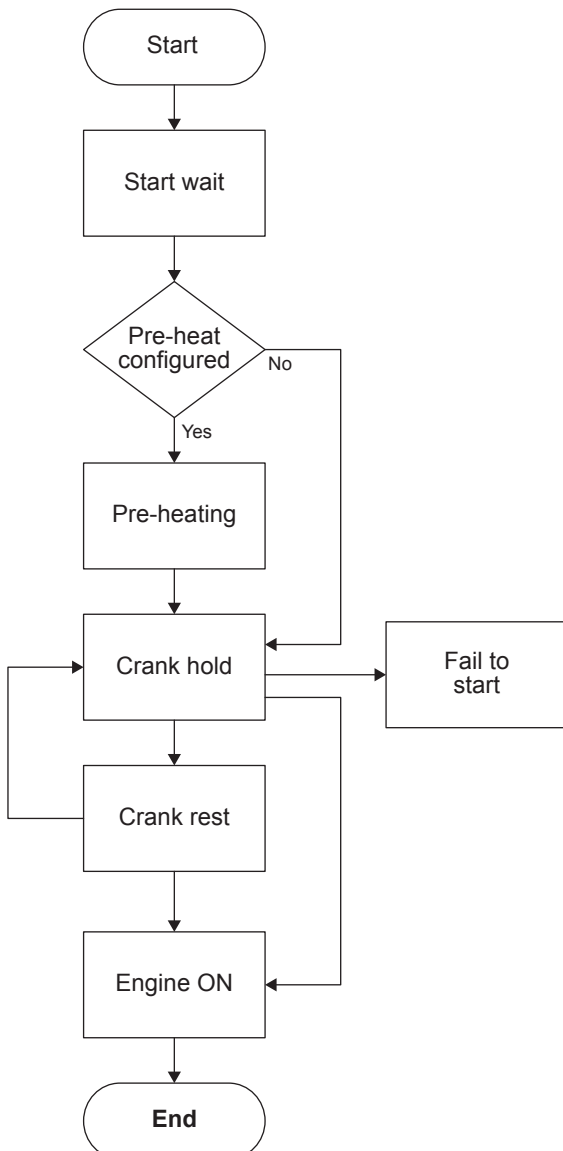 Start
Start wait
Pre-heat
configured
No
Yes
Pre-heating
Crank hold
Fail to
start
Crank rest
Engine ON
End